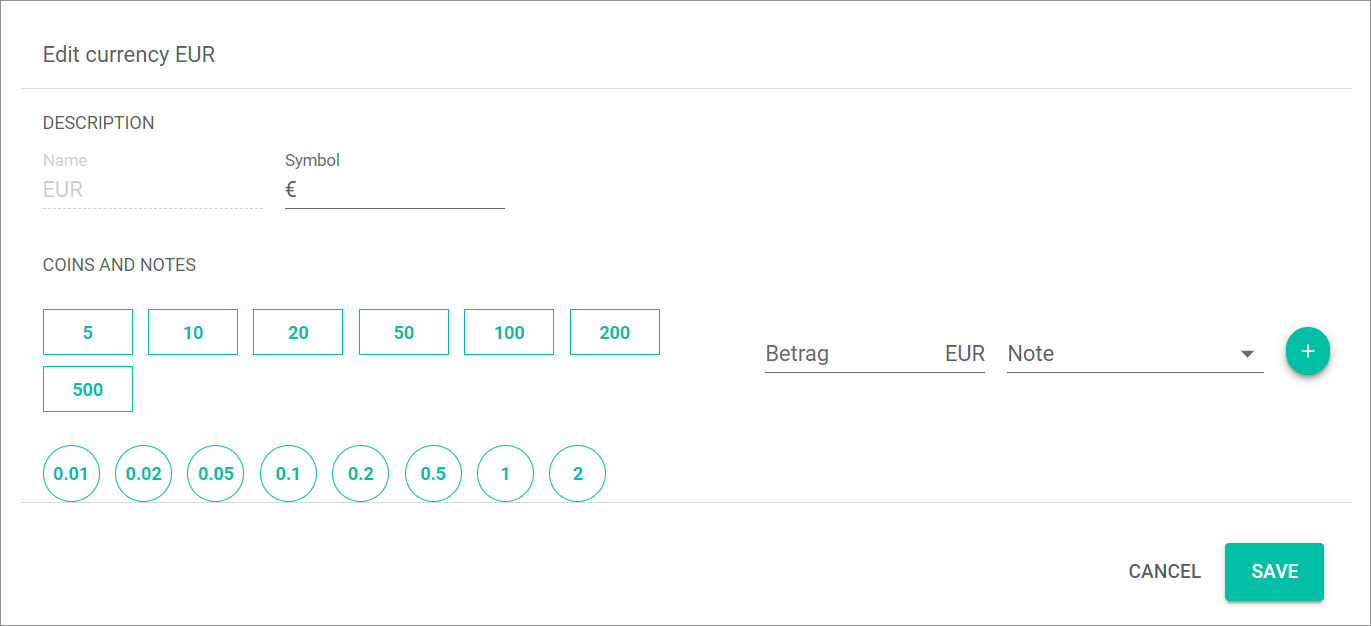 Edit currency EUR
DESCRIPTION
Name Symbol
EUR €
COINS AND NOTES
5 10 20 50 100 200
500
Betrag EUR Note +
0.01 0.02 0.05 0.1 0.2 0.5 1 2
CANCEL SAVE